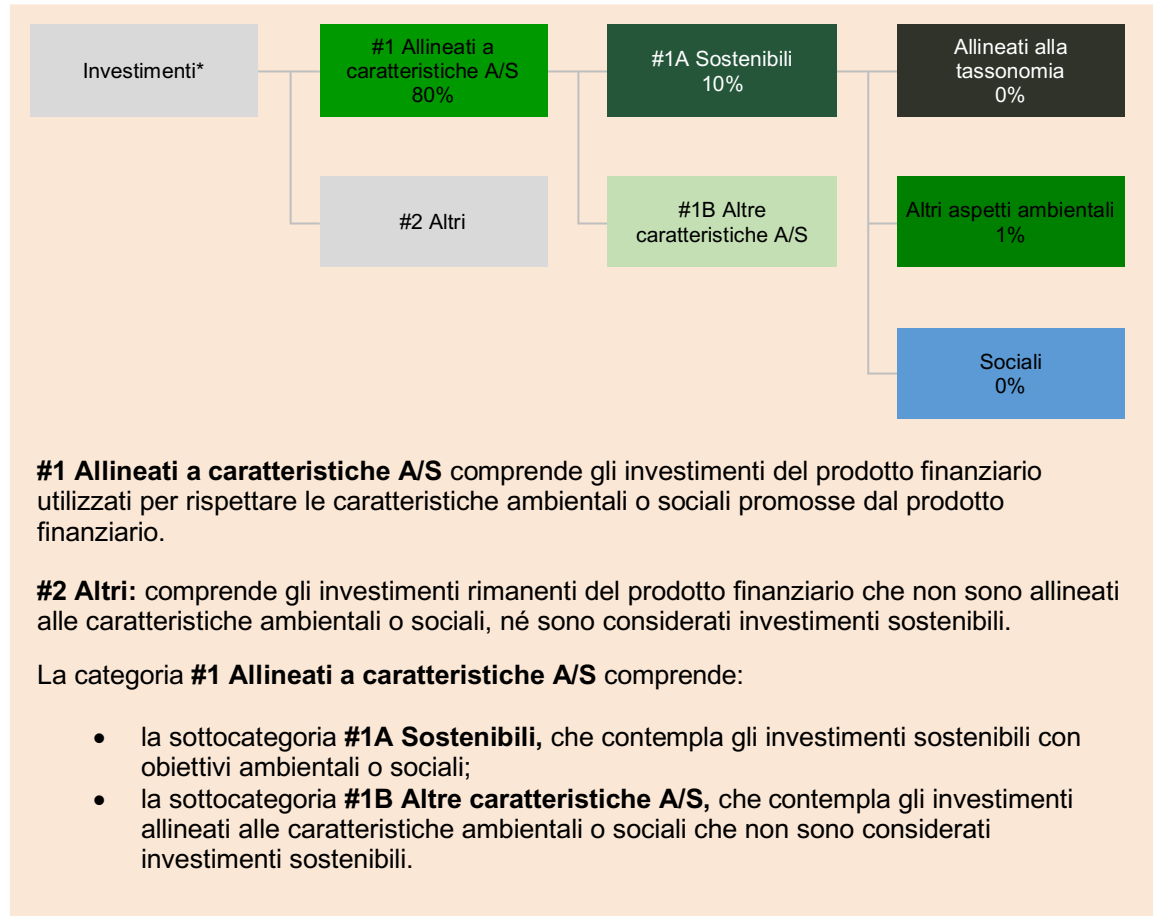 Investimenti*
#1 Allineati a
caratteristiche A/S
80%
#1A Sostenibili
10%
Allineati alla
tassonomia
0%
#2 Altri
#1B Altre
caratteristiche A/S
Altri aspetti ambientali
1%
Sociali
0%
#1 Allineati a caratteristiche A/S comprende gli investimenti del prodotto finanziario
utilizzati per rispettare le caratteristiche ambientali o sociali promosse dal prodotto
finanziario.
#2 Altri: comprende gli investimenti rimanenti del prodotto finanziario che non sono allineati
alle caratteristiche ambientali o sociali, né sono considerati investimenti sostenibili.
La categoria #1 Allineati a caratteristiche A/S comprende:
• la sottocategoria #1A Sostenibili, che contempla gli investimenti sostenibili con
obiettivi ambientali o sociali;
• la sottocategoria #1B Altre caratteristiche A/S, che contempla gli investimenti
allineati alle caratteristiche ambientali o sociali che non sono considerati
investimenti sostenibili.